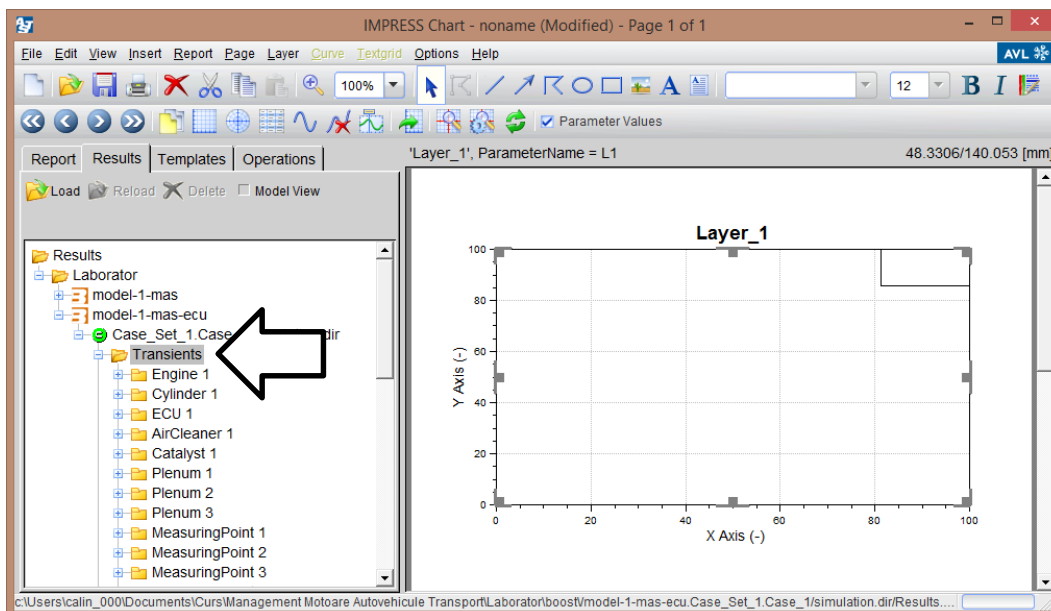 IMPRESS Chart - noname (Modified) - Page 1 of 1
File Edit View Insert Report Page Layer Curve Textgrid Options Help
AVL
100%
A
12
B I
Parameter Values
Report Results Templates Operations
'Layer_1', ParameterName = L1
48.3306/140.053 [mm]
Load Reload Delete Model View
Results
Laborator
model-1-mas
model-1-mas-ecu
Case_Set_1.Case dir
Transients
Engine 1
Cylinder 1
ECU 1
AirCleaner 1
Catalyst 1
Plenum 1
Plenum 2
Plenum 3
MeasuringPoint 1
MeasuringPoint 2
MeasuringPoint 3
Layer_1
100
80
60
40
20
0
Y Axis (-)
0 20 40 60 80 100
X Axis (-)
c:\Users\calin_000\Documents\Curs\Management Motoare Autovehicule Transport\Laborator\boost\/model-1-mas-ecu.Case_Set_1.Case_1/simulation.dir/Results....